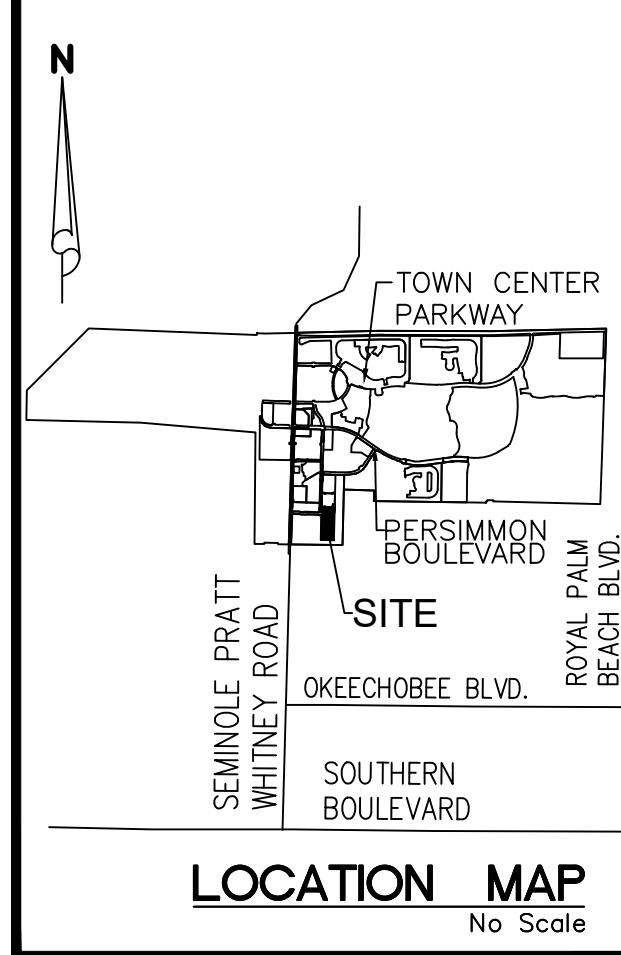 N
TOWN CENTER
PARKWAY
PERSIMMON
BOULEVARD
SITE
ROYAL PALM
BEACH BLVD.
SEMINOLE PRATT
WHITNEY ROAD
OKEECHOBEE BLVD.
SOUTHERN
BOULEVARD
LOCATION MAP
No Scale